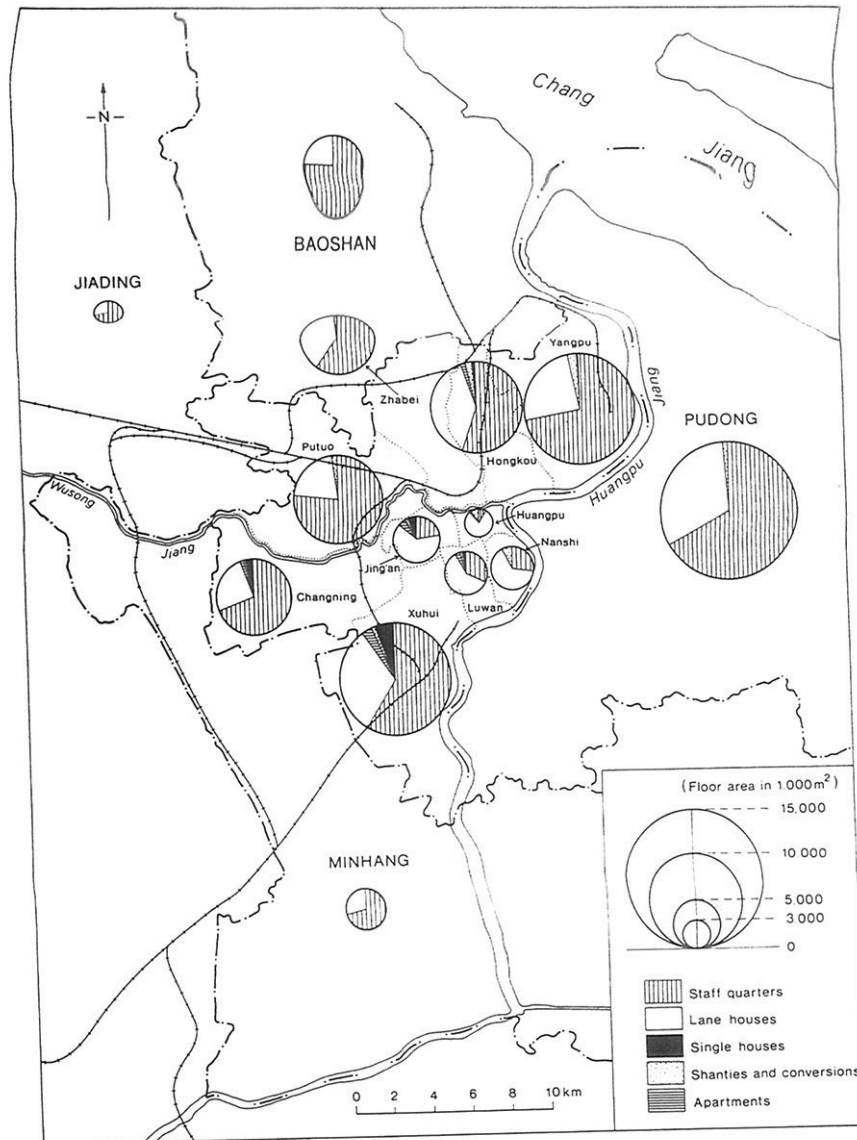 -N-
Chang
Jiang
BAOSHAN
JIADING
Zhabei
Yangpu
Jiang
Huangpu
PUDONG
Putuo
Hongkou
Wusong
Jiang
Huangpu
Nanshi
Jing'an
Changning
Luwan
Xuhui
MINHANG
(Floor area in 1.000m²)
15,000
10 000
5,000
3 000
0
Staff quarters
Lane houses
Single houses
Shanties and conversions
Apartments
0 2 4 6 8 10 km